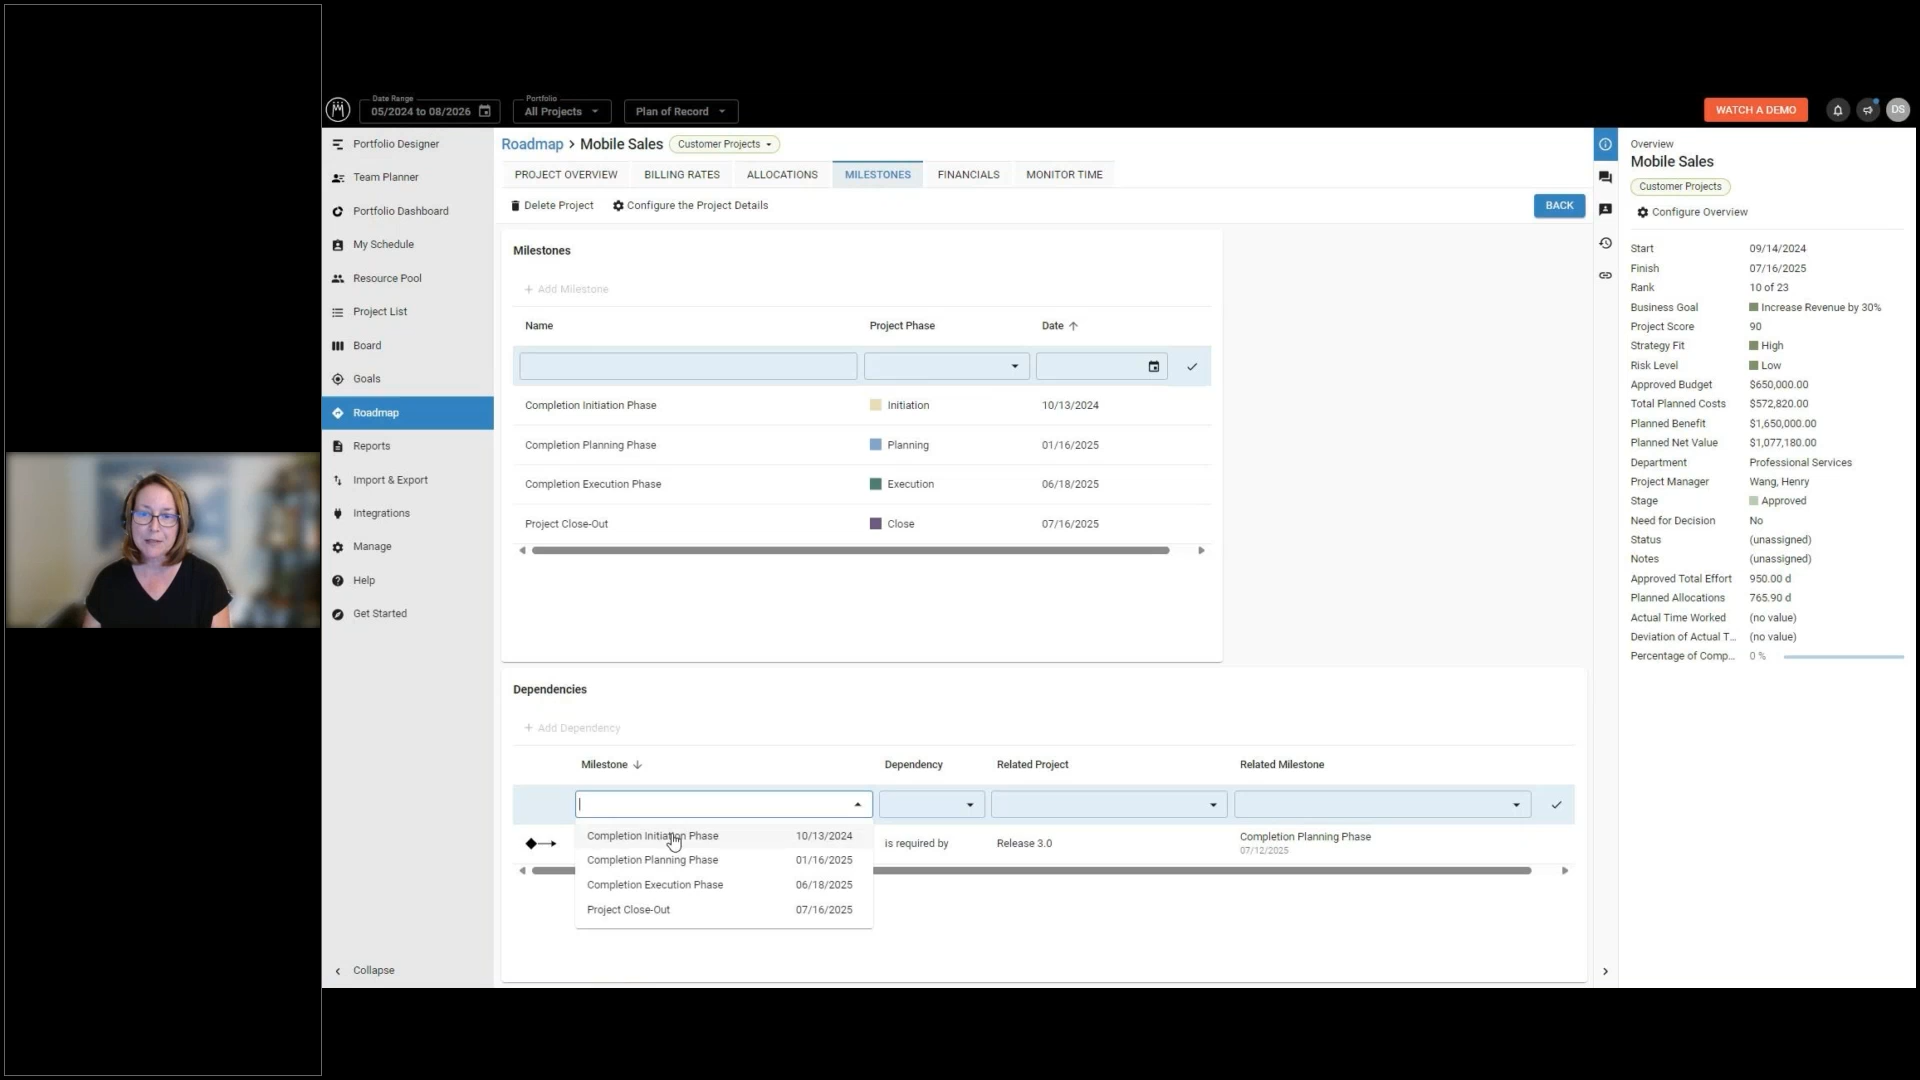 Date Range
05/2024 to 08/2026
Portfolio
All Projects
Plan of Record
WATCH A DEMO
DS
Portfolio Designer
Team Planner
Portfolio Dashboard
My Schedule
Resource Pool
Project List
Board
Goals
Roadmap
Reports
Import & Export
Integrations
Manage
Help
Get Started
Collapse
Roadmap > Mobile Sales Customer Projects
PROJECT OVERVIEW BILLING RATES ALLOCATIONS MILESTONES FINANCIALS MONITOR TIME
Delete Project Configure the Project Details BACK
Milestones
+ Add Milestone
Name Project Phase Date
Completion Initiation Phase Initiation 10/13/2024
Completion Planning Phase Planning 01/16/2025
Completion Execution Phase Execution 06/18/2025
Project Close-Out Close 07/16/2025
Dependencies
+ Add Dependency
Milestone Dependency Related Project Related Milestone
Completion Initiation Phase 10/13/2024
Completion Planning Phase 01/16/2025
Completion Execution Phase 06/18/2025
Project Close-Out 07/16/2025
is required by Release 3.0 Completion Planning Phase
07/12/2025
Overview
Mobile Sales
Customer Projects
Configure Overview
Start 09/14/2024
Finish 07/16/2025
Rank 10 of 23
Business Goal Increase Revenue by 30%
Project Score 90
Strategy Fit High
Risk Level Low
Approved Budget $650,000.00
Total Planned Costs $572,820.00
Planned Benefit $1,650,000.00
Planned Net Value $1,077,180.00
Department Professional Services
Project Manager Wang, Henry
Stage Approved
Need for Decision No
Status (unassigned)
Notes (unassigned)
Approved Total Effort 950.00 d
Planned Allocations 765.90 d
Actual Time Worked (no value)
Deviation of Actual T... (no value)
Percentage of Comp... 0 %